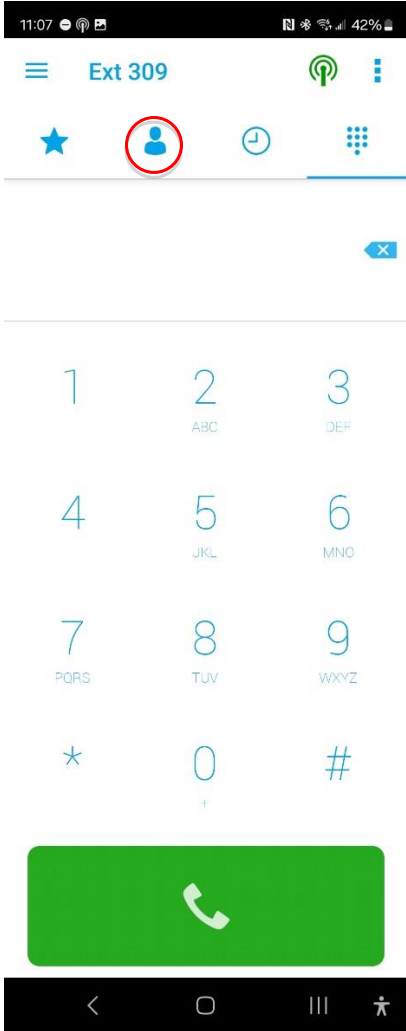 11:07 42%
Ext 309
1 2 3
ABC DEF
4 5 6
JKL MNO
7 8 9
PQRS TUV WXYZ
* 0 #
+